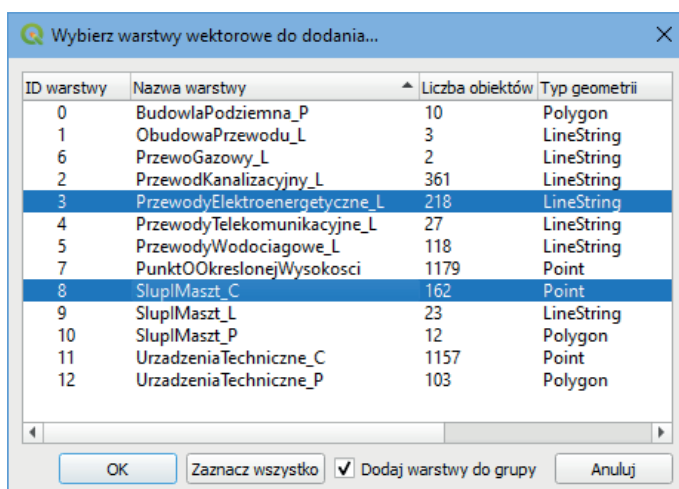 Wybierz warstwy wektorowe do dodania...
ID warstwy Nazwa warstwy Liczba obiektów Typ geometrii
0 BudowlaPodziemna_P 10 Polygon
1 ObudowaPrzewodu_L 3 LineString
6 PrzewoGazowy_L 2 LineString
2 PrzewodKanalizacyjny_L 361 LineString
3 PrzewodyElektroenergetyczne_L 218 LineString
4 PrzewodyTelekomunikacyjne_L 27 LineString
5 PrzewodyWodociagowe_L 118 LineString
7 PunktOOkreslonejWysokosci 1179 Point
8 SlupIMaszt_C 162 Point
9 SlupIMaszt_L 23 LineString
10 SlupIMaszt_P 12 Polygon
11 UrzadzeniaTechniczne_C 1157 Point
12 UrzadzeniaTechniczne_P 103 Polygon
OK Zaznacz wszystko Dodaj warstwy do grupy Anuluj